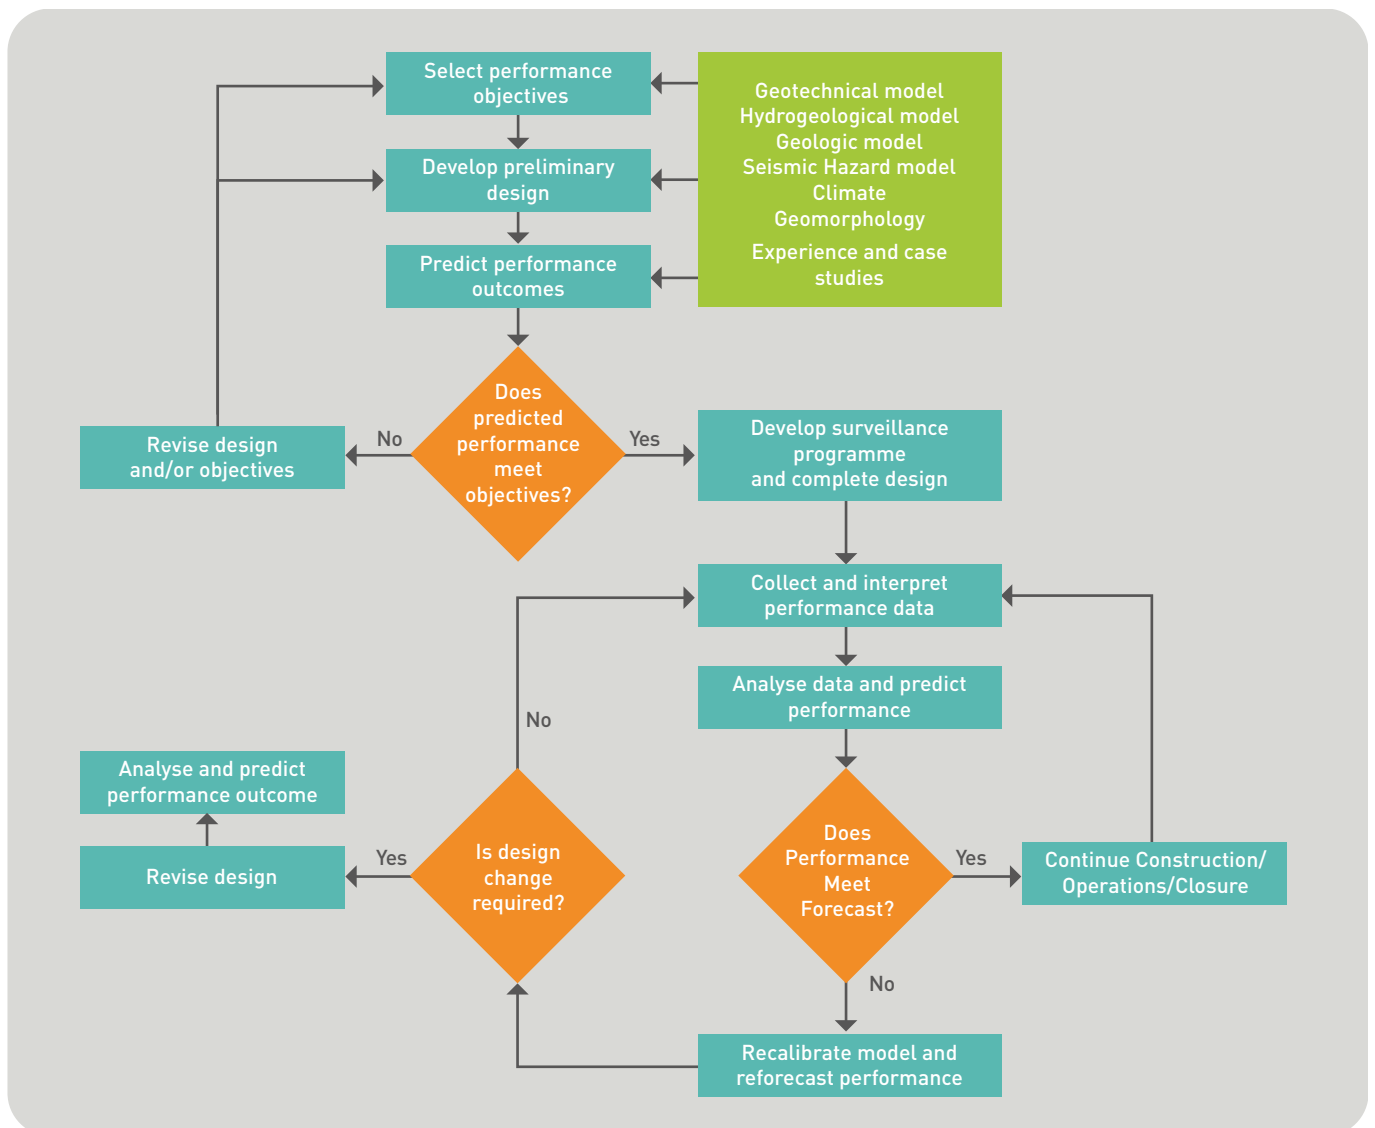 Select performance
objectives
Geotechnical model
Hydrogeological model
Geologic model
Seismic Hazard model
Climate
Geomorphology
Experience and case
studies
Develop preliminary
design
Predict performance
outcomes
Does
predicted
performance
meet
objectives?
No
Yes
Revise design
and/or objectives
Develop surveillance
programme
and complete design
Collect and interpret
performance data
Analyse data and predict
performance
No
Analyse and predict
performance outcome
Revise design
Yes
Is design
change
required?
Does
Performance
Meet
Forecast?
Yes
Continue Construction/
Operations/Closure
No
Recalibrate model and
reforecast performance